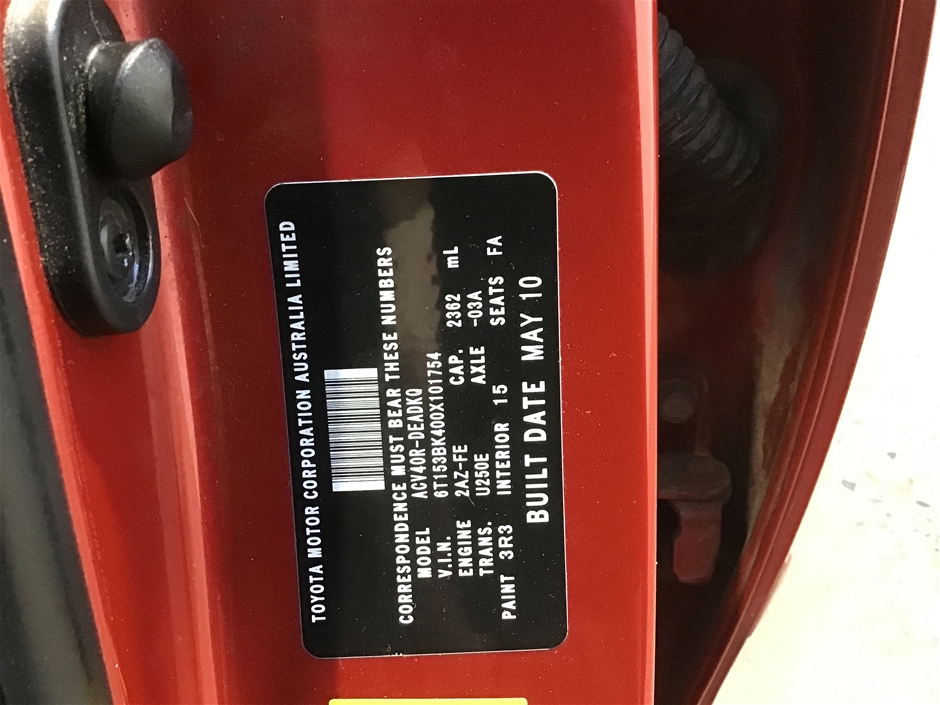 TOYOTA MOTOR CORPORATION AUSTRALIA LIMITED
CORRESPONDENCE MUST BEAR THESE NUMBERS
MODEL ACV40R-DEADKQ
V.I.N. 6T153BK400X101754
ENGINE 2AZ-FE CAP. 2362 mL
TRANS. U250E AXLE -03A
PAINT 3R3 INTERIOR 15 SEATS FA
BUILT DATE MAY 10